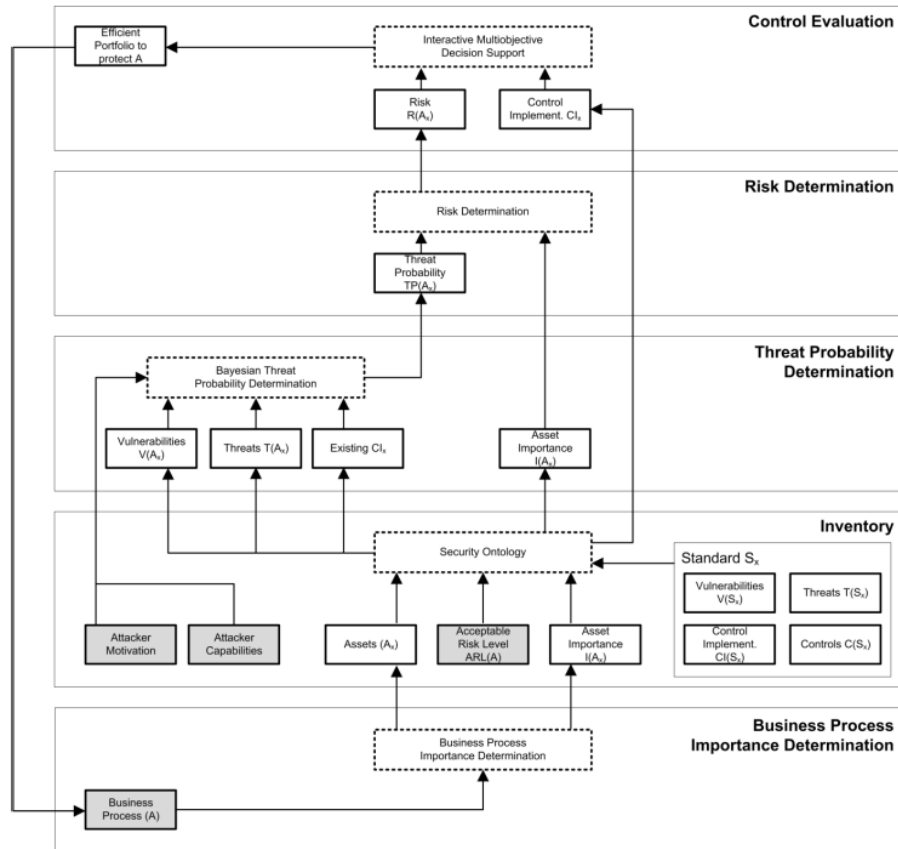 Control Evaluation
Efficient
Portfolio to
protect A
Interactive Multiobjective
Decision Support
Risk
R(Aₓ)
Control
Implement. CIₓ
Risk Determination
Risk Determination
Threat
Probability
TP(Aₓ)
Threat Probability
Determination
Bayesian Threat
Probability Determination
Vulnerabilities
V(Aₓ)
Threats T(Aₓ)
Existing CIₓ
Asset
Importance
I(Aₓ)
Inventory
Security Ontology
Standard Sₓ
Vulnerabilities
V(Sₓ)
Threats T(Sₓ)
Control
Implement.
CI(Sₓ)
Controls C(Sₓ)
Attacker
Motivation
Attacker
Capabilities
Assets (Aₓ)
Acceptable
Risk Level
ARL(A)
Asset
Importance
I(Aₓ)
Business Process
Importance Determination
Business Process
Importance Determination
Business
Process (A)